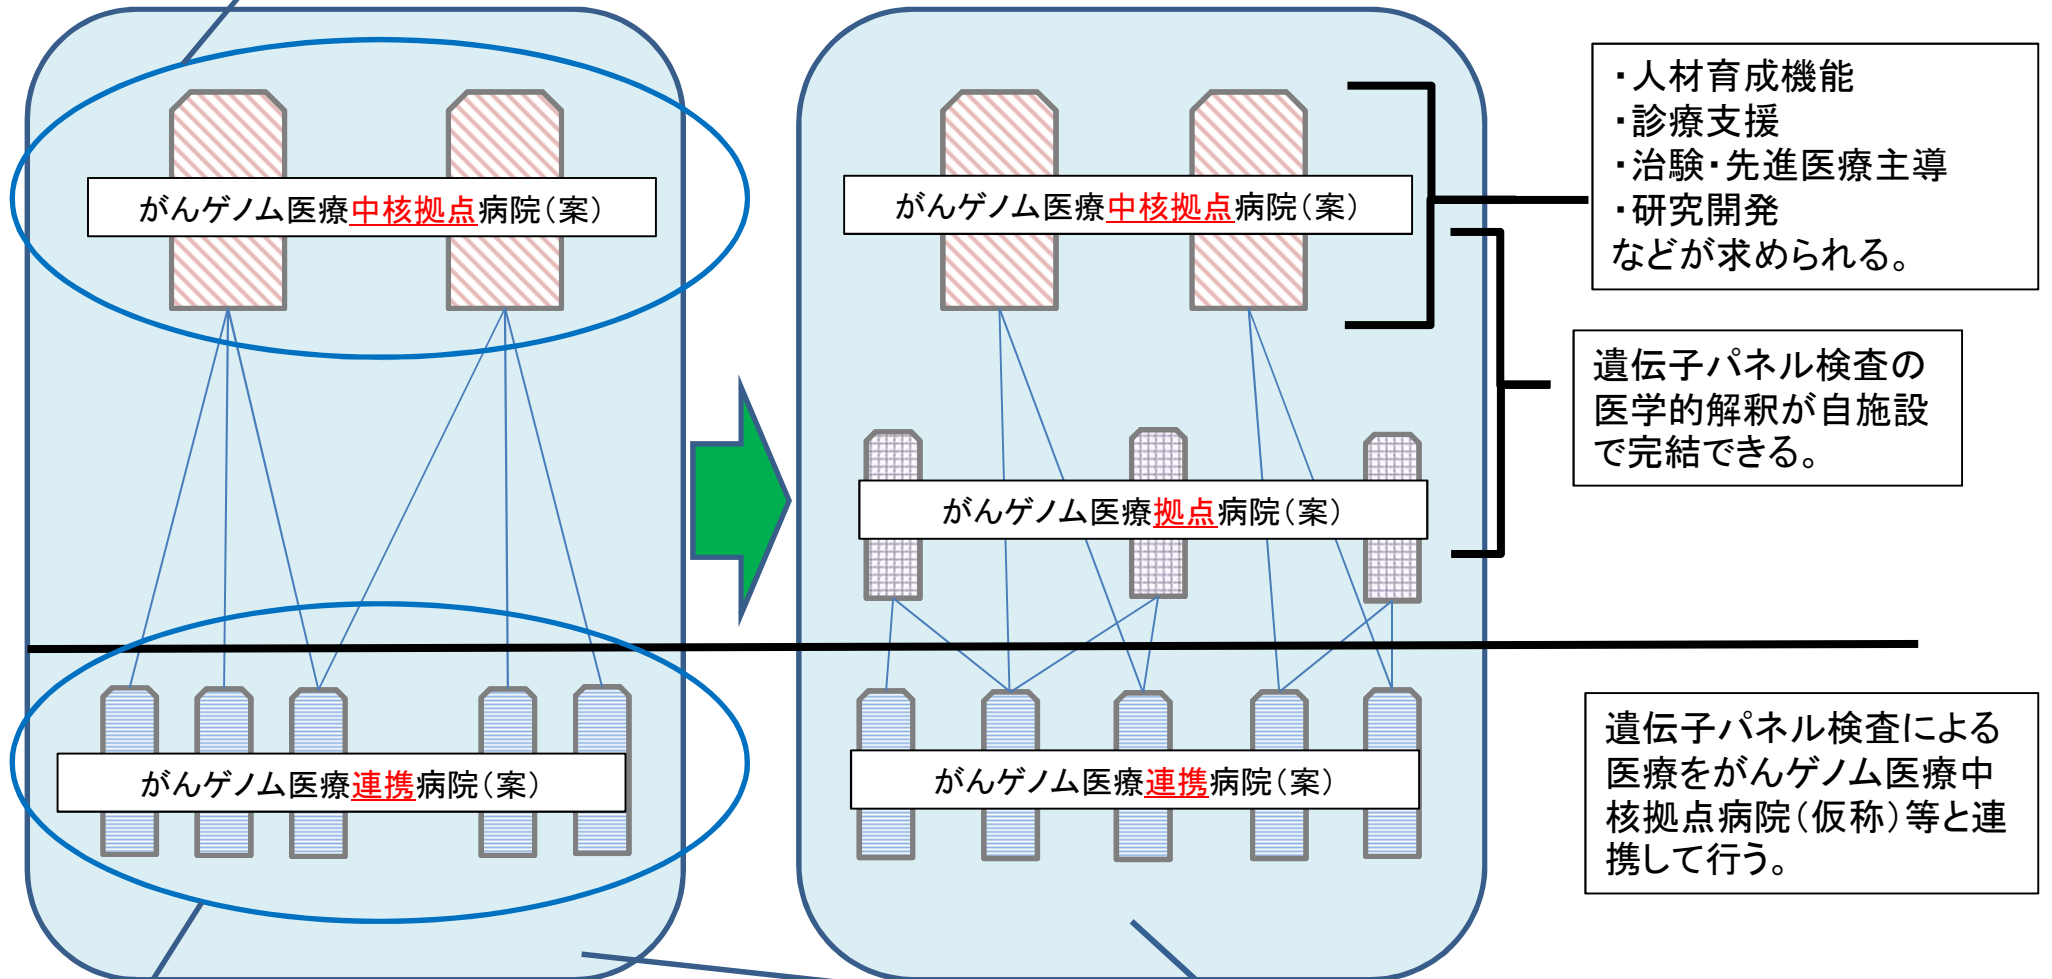 がんゲノム医療中核拠点病院（案）
がんゲノム医療連携病院（案）
がんゲノム医療中核拠点病院（案）
がんゲノム医療拠点病院（案）
がんゲノム医療連携病院（案）
・人材育成機能
・診療支援
・治験・先進医療主導
・研究開発
などが求められる。
遺伝子パネル検査の
医学的解釈が自施設
で完結できる。
遺伝子パネル検査による
医療をがんゲノム医療中
核拠点病院（仮称）等と連
携して行う。